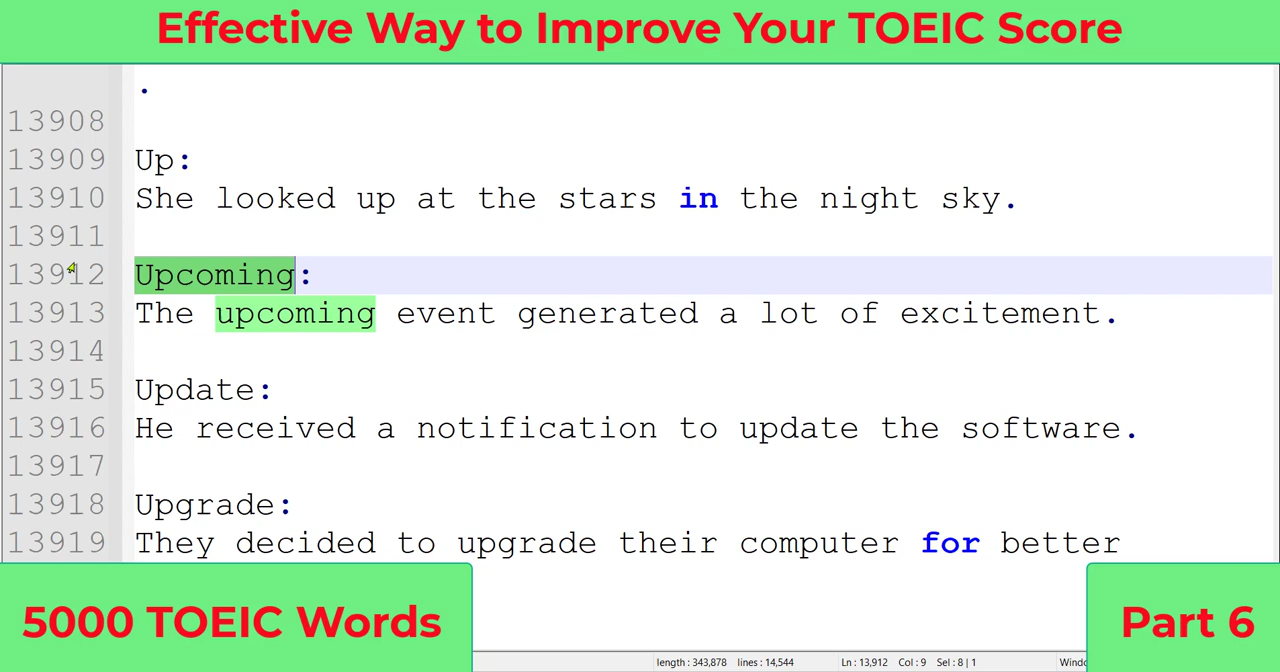 Effective Way to Improve Your TOEIC Score
.
13908
13909 Up:
13910 She looked up at the stars in the night sky.
13911
13912 Upcoming:
13913 The upcoming event generated a lot of excitement.
13914
13915 Update:
13916 He received a notification to update the software.
13917
13918 Upgrade:
13919 They decided to upgrade their computer for better
5000 TOEIC Words
Part 6
length : 343,878 lines : 14,544 Ln : 13,912 Col : 9 Sel : 8 | 1